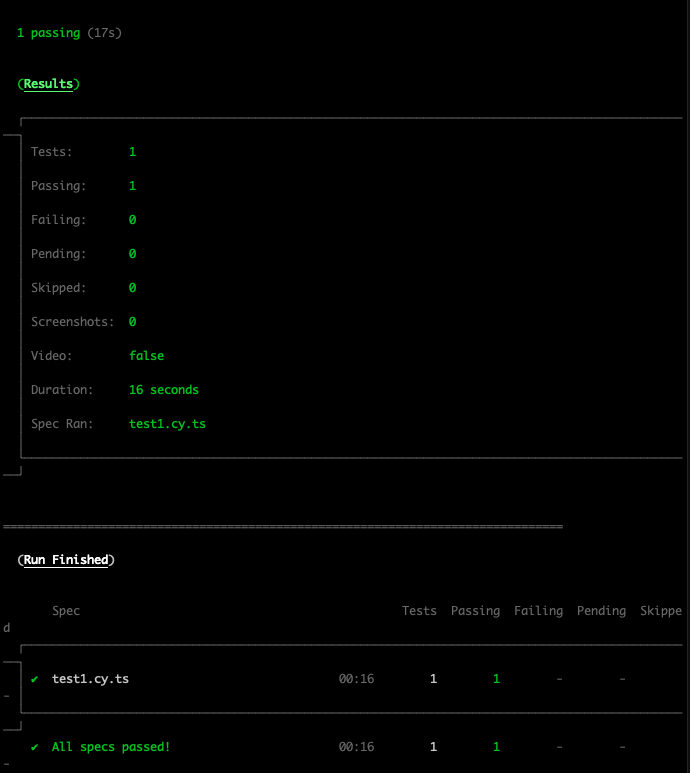 1 passing (17s)
(Results)
Tests: 1
Passing: 1
Failing: 0
Pending: 0
Skipped: 0
Screenshots: 0
Video: false
Duration: 16 seconds
Spec Ran: test1.cy.ts
(Run Finished)
Spec Tests Passing Failing Pending Skippe
d
✔ test1.cy.ts 00:16 1 1 - -
-
✔ All specs passed! 00:16 1 1 - -
-